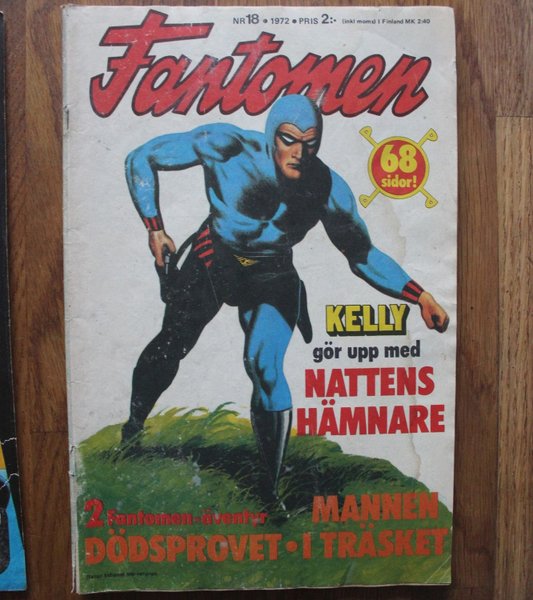 NR 18 • 1972 • PRIS 2:- (inkl moms) I Finland MK 2:40
Fantomen
68
sidor!
KELLY
gör upp med
NATTENS
HÄMNARE
2 Fantomen-äventyr
DÖDSPROVET • MANNEN
I TRÄSKET